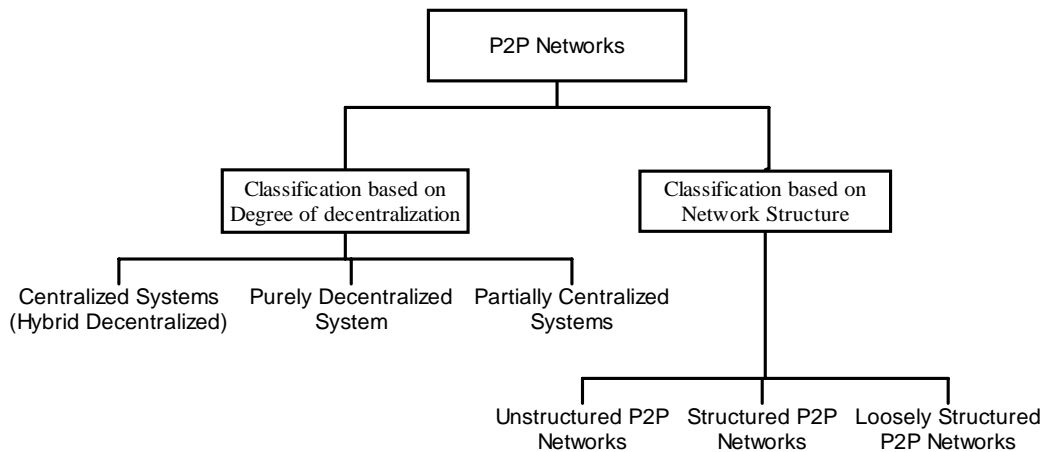 P2P Networks
Classification based on
Degree of decentralization
Classification based on
Network Structure
Centralized Systems
(Hybrid Decentralized)
Purely Decentralized
System
Partially Centralized
Systems
Unstructured P2P
Networks
Structured P2P
Networks
Loosely Structured
P2P Networks